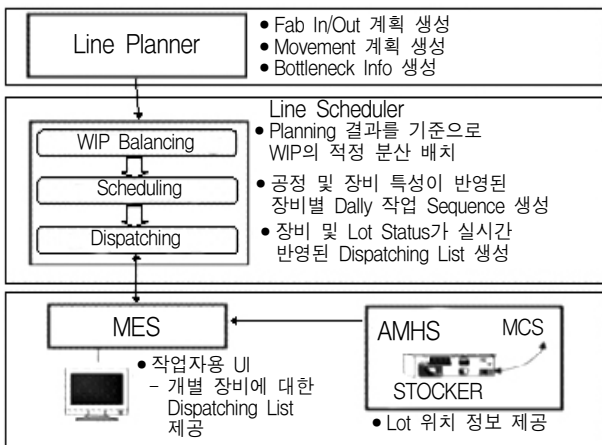 Line Planner
• Fab In/Out 계획 생성
• Movement 계획 생성
• Bottleneck Info 생성
Line Scheduler
WIP Balancing
Scheduling
Dispatching
• Planning 결과를 기준으로
WIP의 적정 분산 배치
• 공정 및 장비 특성이 반영된
장비별 Dally 작업 Sequence 생성
• 장비 및 Lot Status가 실시간
반영된 Dispatching List 생성
MES
• 작업자용 UI
- 개별 장비에 대한
Dispatching List
제공
AMHS
MCS
STOCKER
• Lot 위치 정보 제공